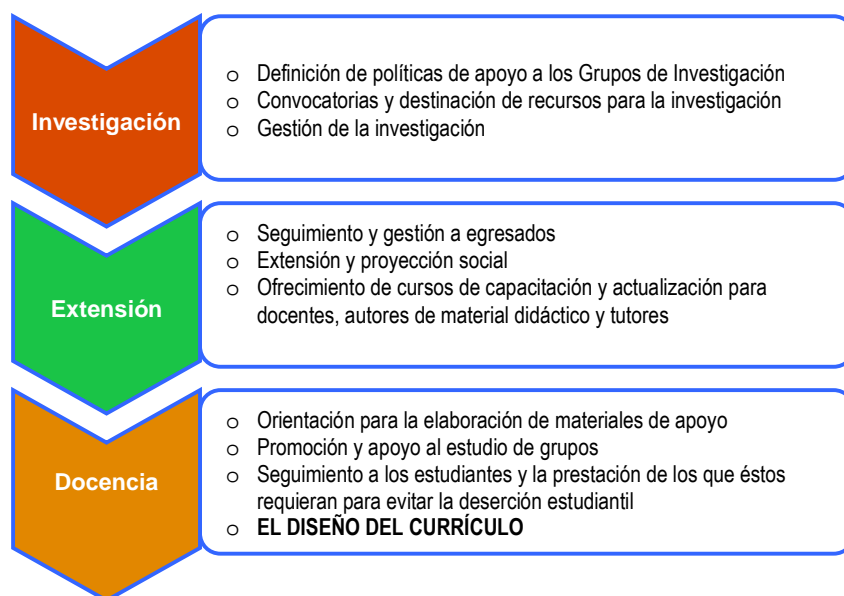 Investigación
o Definición de políticas de apoyo a los Grupos de Investigación
o Convocatorias y destinación de recursos para la investigación
o Gestión de la investigación
Extensión
o Seguimiento y gestión a egresados
o Extensión y proyección social
o Ofrecimiento de cursos de capacitación y actualización para
docentes, autores de material didáctico y tutores
Docencia
o Orientación para la elaboración de materiales de apoyo
o Promoción y apoyo al estudio de grupos
o Seguimiento a los estudiantes y la prestación de los que éstos
requieran para evitar la deserción estudiantil
o EL DISEÑO DEL CURRÍCULO